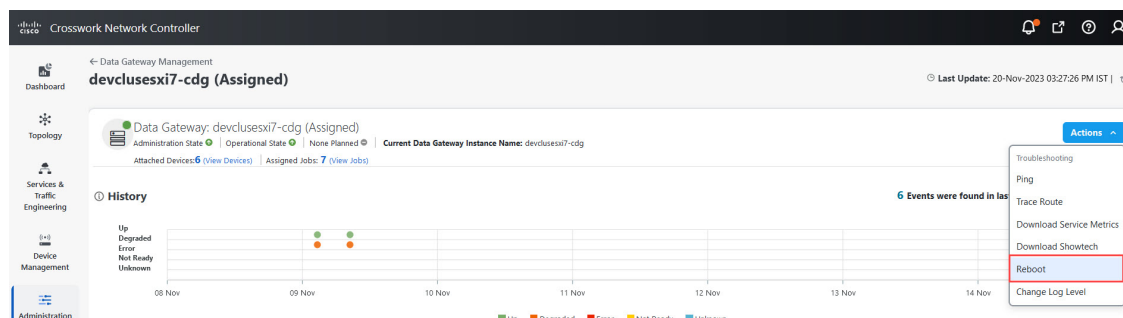 cisco Crosswork Network Controller
← Data Gateway Management
devclusesxi7-cdg (Assigned)
Last Update: 20-Nov-2023 03:27:26 PM IST |
Dashboard
Topology
Services &
Traffic
Engineering
Device
Management
Administration
Data Gateway: devclusesxi7-cdg (Assigned)
Administration State | Operational State | None Planned | Current Data Gateway Instance Name: devclusesxi7-cdg
Attached Devices:6 (View Devices) | Assigned Jobs: 7 (View Jobs)
Actions
Troubleshooting
Ping
Trace Route
Download Service Metrics
Download Showtech
Reboot
Change Log Level
History
6 Events were found in las
Up
Degraded
Error
Not Ready
Unknown
08 Nov 09 Nov 10 Nov 11 Nov 12 Nov 13 Nov 14 Nov
Up Degraded Error Not Ready Unknown